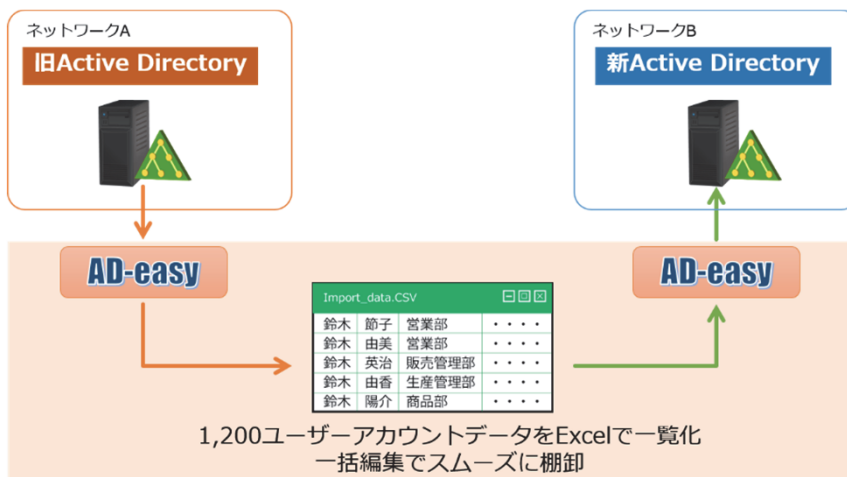 ネットワークA
旧Active Directory
ネットワークB
新Active Directory
AD-easy
AD-easy
Import_data.CSV
鈴木 節子 営業部 ・・・・
鈴木 由美 営業部 ・・・・
鈴木 英治 販売管理部 ・・・・
鈴木 由香 生産管理部 ・・・・
鈴木 陽介 商品部 ・・・・
1,200ユーザーアカウントデータをExcelで一覧化
一括編集でスムーズに棚卸